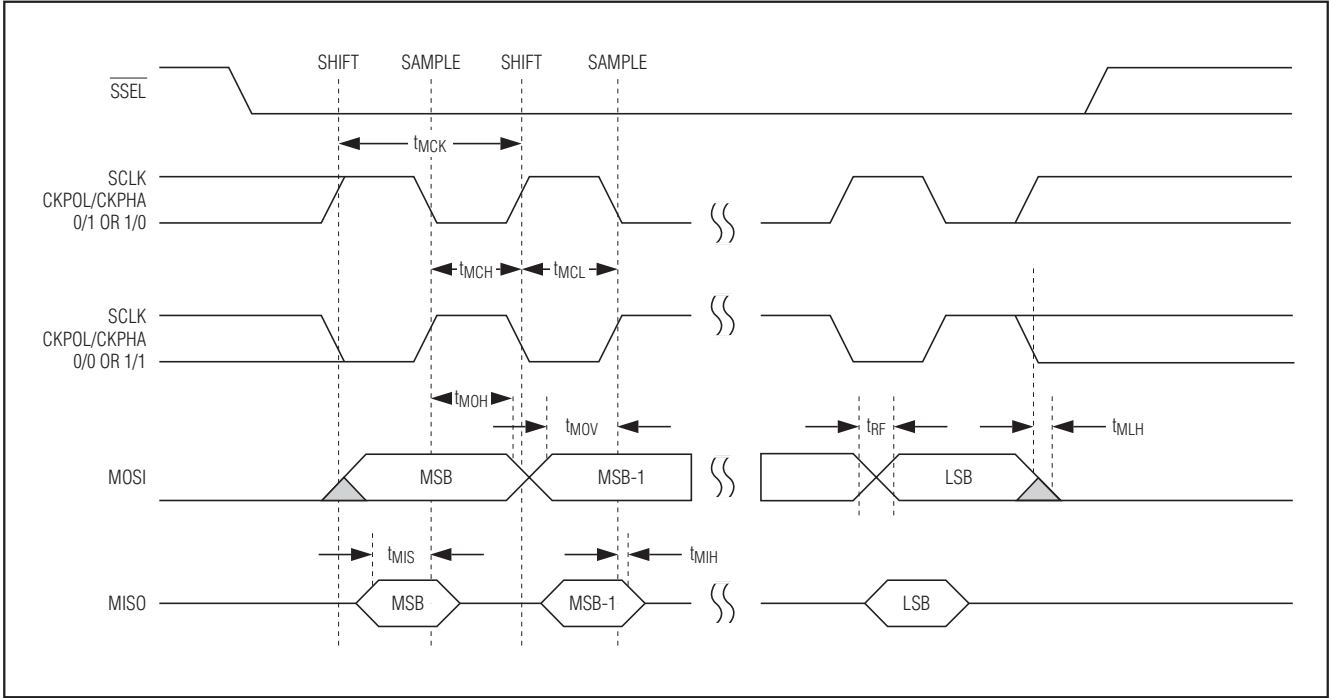 SHIFT SAMPLE SHIFT SAMPLE
SSEL
tMCK
SCLK
CKPOL/CKPHA
0/1 OR 1/0
tMCH tMCL
SCLK
CKPOL/CKPHA
0/0 OR 1/1
tMOH
tMOV tRF tMLH
MOSI MSB MSB-1 LSB
tMIS tMIH
MISO MSB MSB-1 LSB